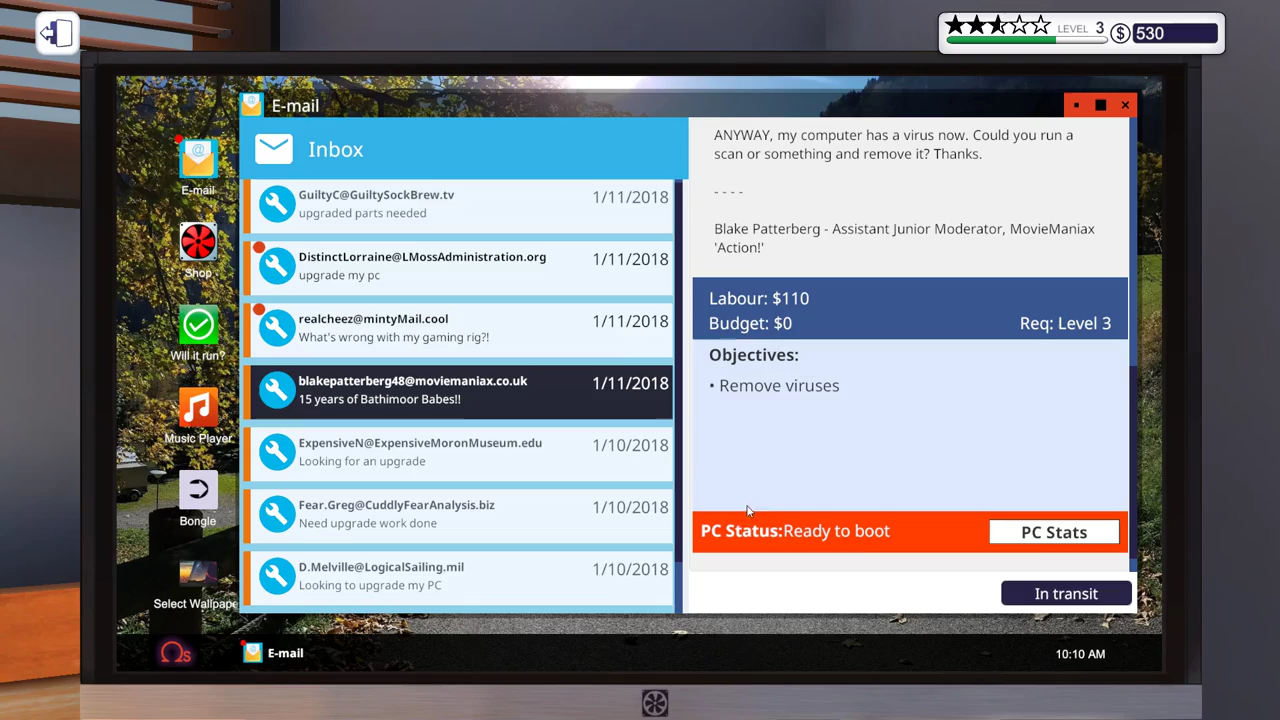 LEVEL 3
$ 530
E-mail
Inbox
GuiltyC@GuiltySockBrew.tv
1/11/2018
upgraded parts needed
DistinctLorraine@LMossAdministration.org
1/11/2018
upgrade my pc
realcheez@mintyMail.cool
1/11/2018
What's wrong with my gaming rig?!
blakepatterberg48@moviemaniax.co.uk
1/11/2018
15 years of Bathimoor Babes!!
ExpensiveN@ExpensiveMoronMuseum.edu
1/10/2018
Looking for an upgrade
Fear.Greg@CuddlyFearAnalysis.biz
1/10/2018
Need upgrade work done
D.Melville@LogicalSailing.mil
1/10/2018
Looking to upgrade my PC
ANYWAY, my computer has a virus now. Could you run a
scan or something and remove it? Thanks.
- - - -
Blake Patterberg - Assistant Junior Moderator, MovieManiax
'Action!'
Labour: $110
Budget: $0
Req: Level 3
Objectives:
• Remove viruses
PC Status:Ready to boot
PC Stats
In transit
E-mail
Shop
Will it run?
Music Player
Bongle
Select Wallpape
Ωs
E-mail
10:10 AM